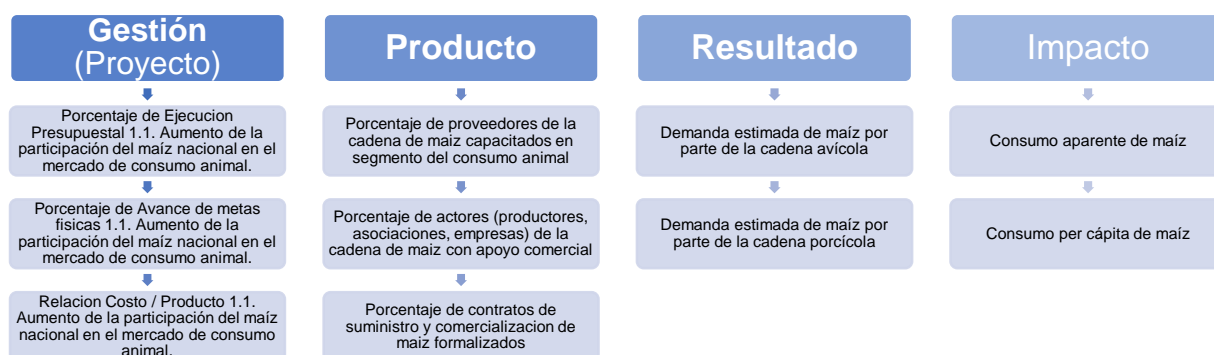 Gestión
(Proyecto)
Porcentaje de Ejecucion
Presupuestal 1.1. Aumento de la
participación del maíz nacional en el
mercado de consumo animal.
Porcentaje de Avance de metas
fisicas 1.1. Aumento de la
participación del maíz nacional en el
mercado de consumo animal.
Relacion Costo / Producto 1.1.
Aumento de la participación del maíz
nacional en el mercado de consumo
animal.
Producto
Porcentaje de proveedores de la
cadena de maiz capacitados en
segmento del consumo animal
Porcentaje de actores (productores,
asociaciones, empresas) de la
cadena de maiz con apoyo comercial
Porcentaje de contratos de
suministro y comercializacion de
maiz formalizados
Resultado
Demanda estimada de maíz por
parte de la cadena avícola
Demanda estimada de maíz por
parte de la cadena porcícola
Impacto
Consumo aparente de maíz
Consumo per cápita de maíz